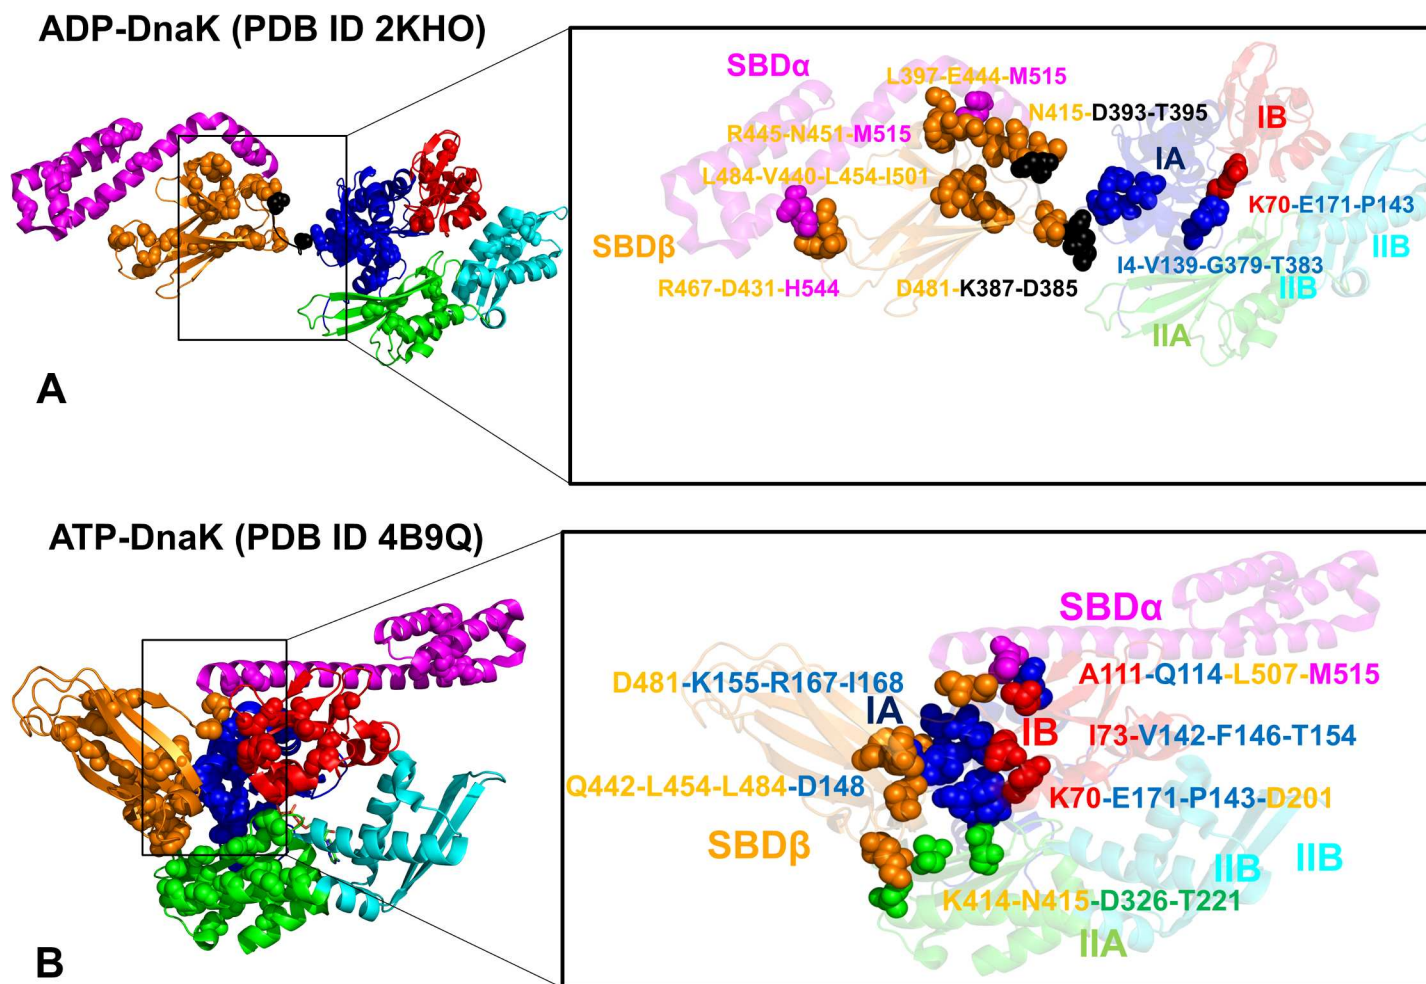 ADP-DnaK (PDB ID 2KHO)
SBDα
L397-E444-M515
N415-D393-T395
IB
R445-N451-M515
IA
L484-V440-L454-I501
K70-E171-P143
SBDβ
IIB
I4-V139-G379-T383
R467-D431-H544
D481-K387-D385
IIB
IIA
A
ATP-DnaK (PDB ID 4B9Q)
SBDα
D481-K155-R167-I168
A111-Q114-L507-M515
IA
IB
I73-V142-F146-T154
Q442-L454-L484-D148
K70-E171-P143-D201
SBDβ
IIB
IIB
K414-N415-D326-T221
IIA
B